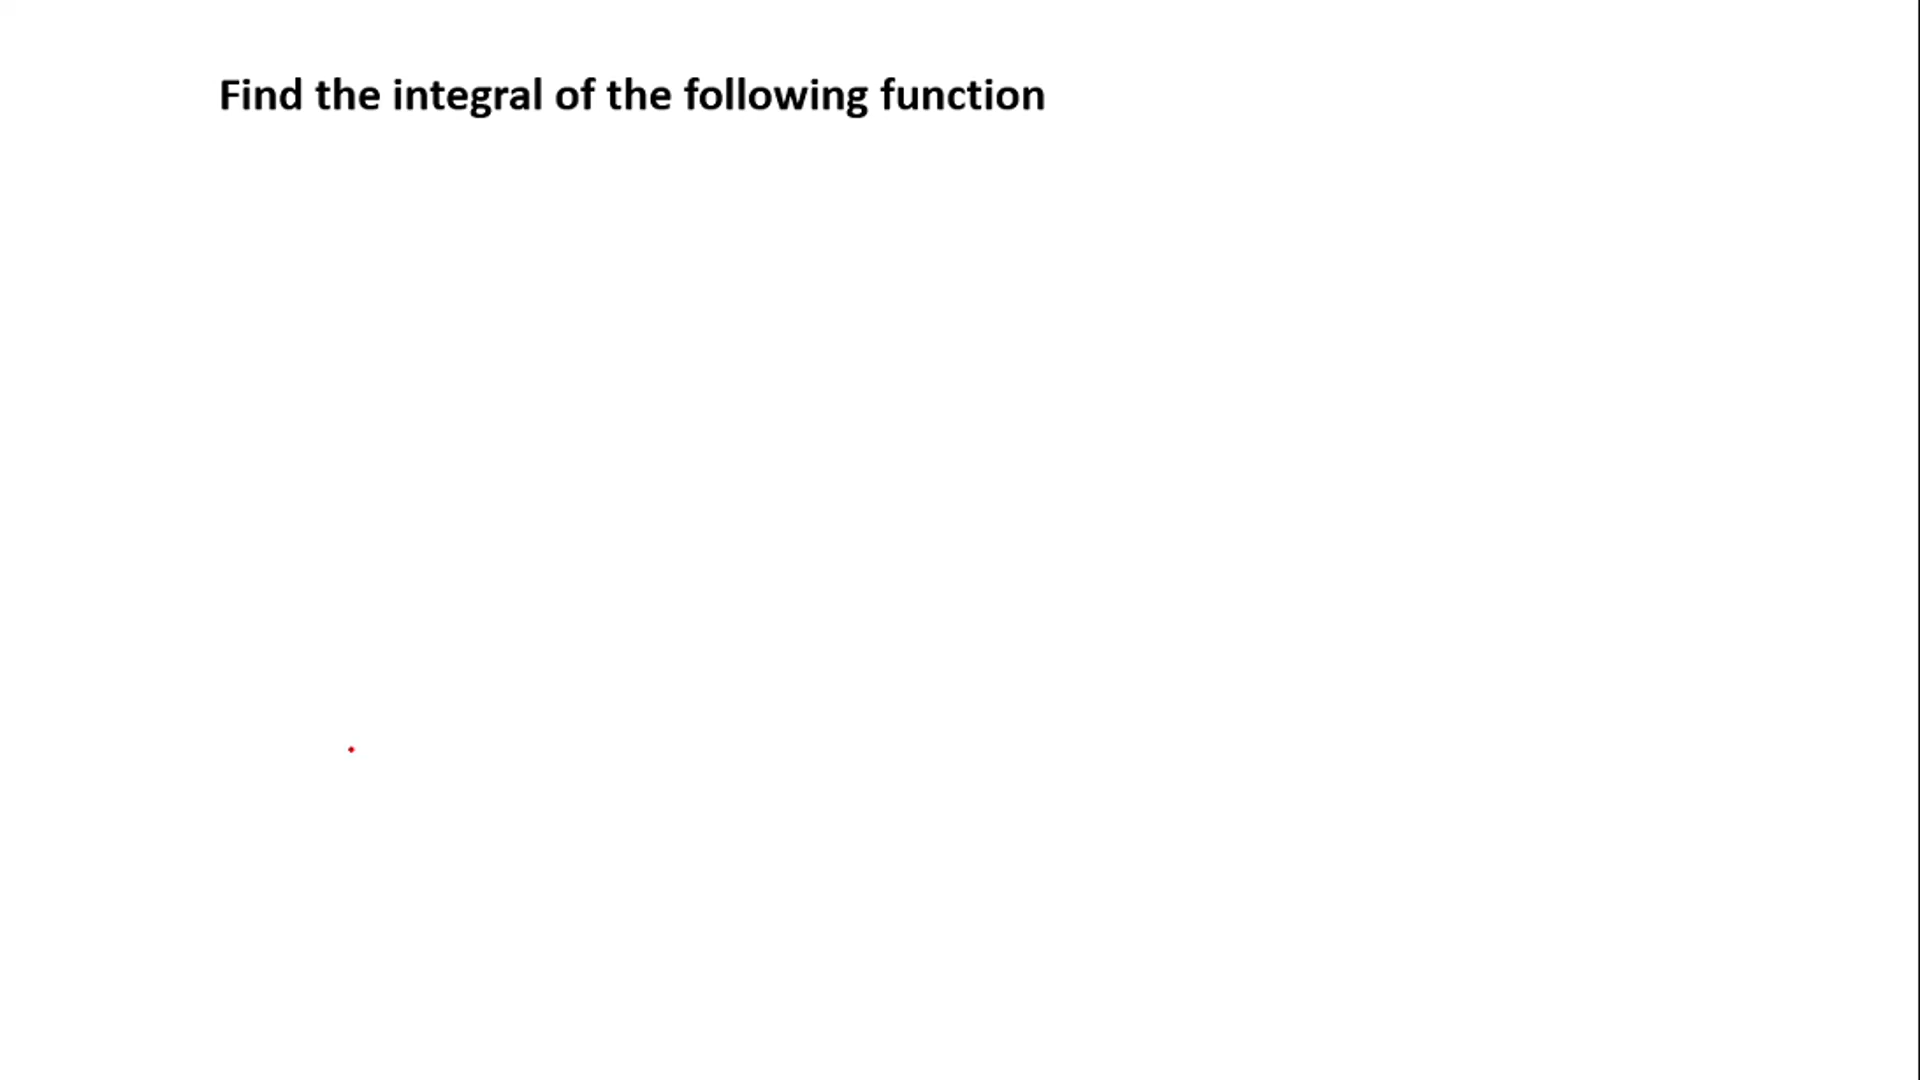 Find the integral of the following function